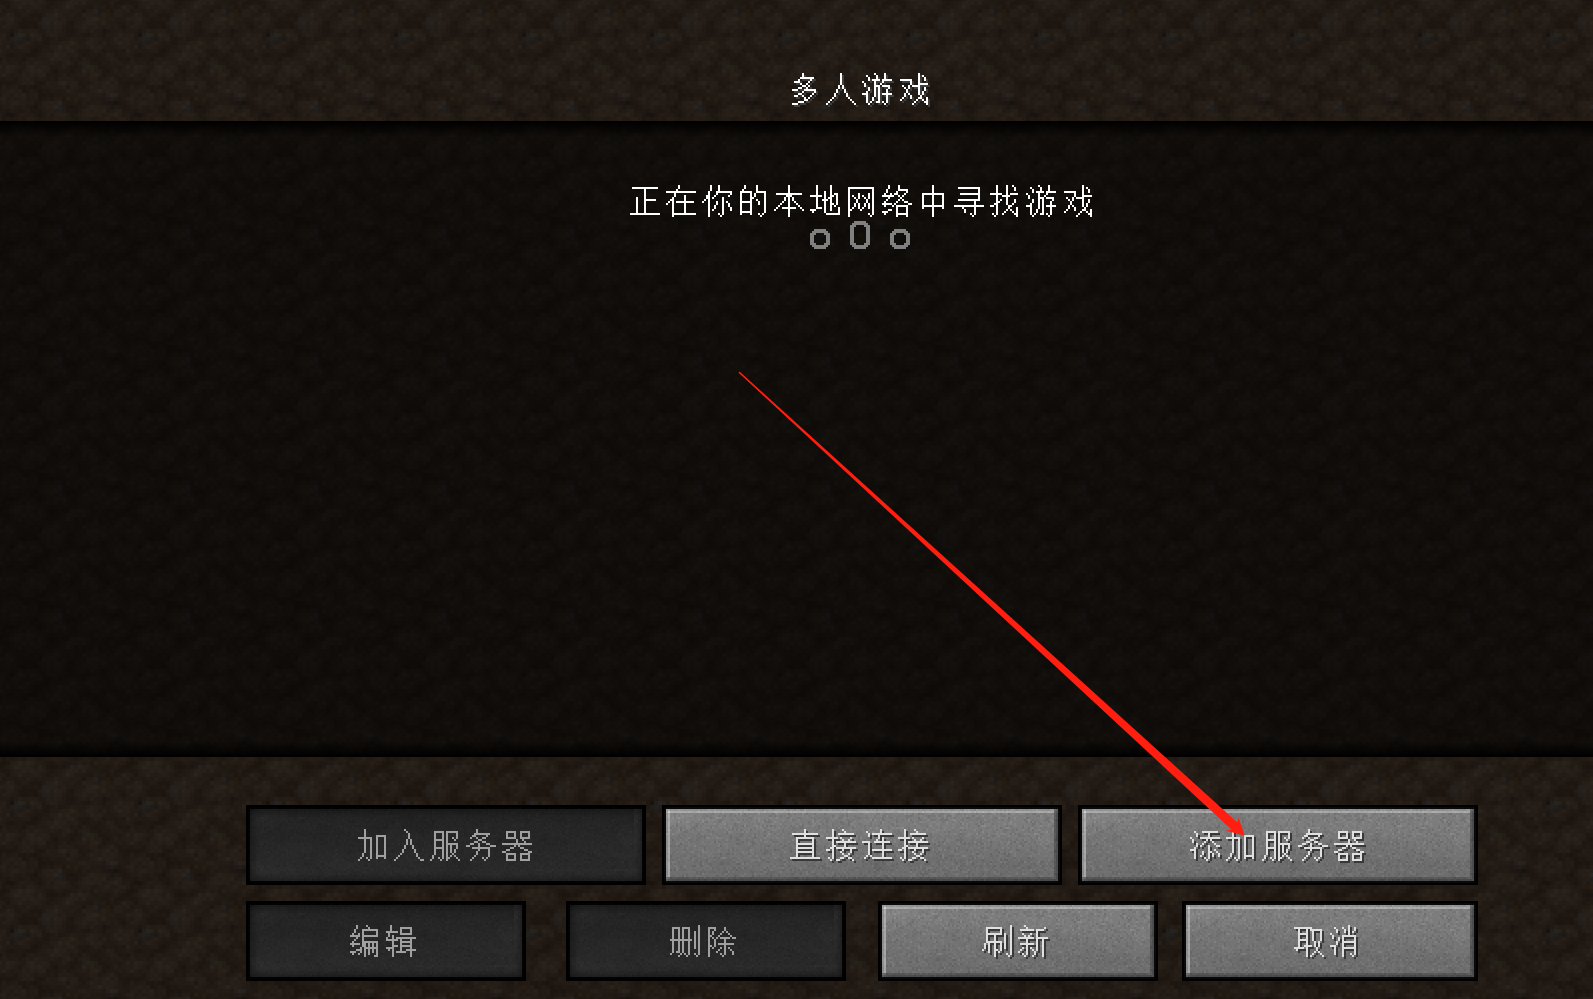 多人游戏
正在你的本地网络中寻找游戏
o O o
加入服务器
直接连接
添加服务器
编辑
删除
刷新
取消